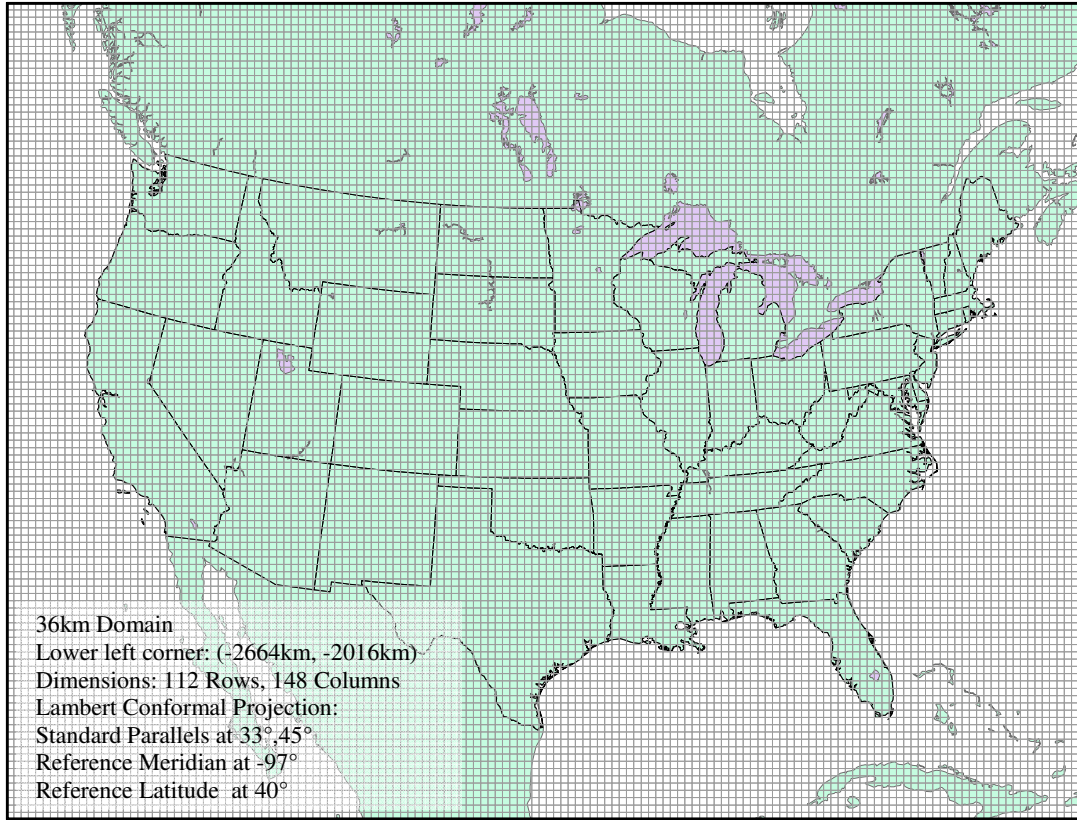 36km Domain
Lower left corner: (-2664km, -2016km)
Dimensions: 112 Rows, 148 Columns
Lambert Conformal Projection:
Standard Parallels at 33°,45°
Reference Meridian at -97°
Reference Latitude at 40°